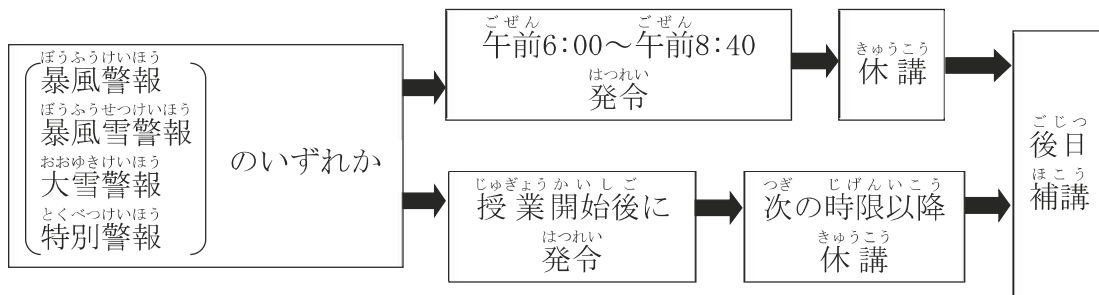 ぼうふうけいほう
暴風警報
ぼうふうせつけいほう
暴風雪警報
おおゆきけいほう
大雪警報
とくべつけいほう
特別警報
のいずれか
ごぜん ごぜん
午前6:00～午前8:40
はつれい
発令
きゅうこう
休講
じゅぎょうかいしご
授業開始後に
はつれい
発令
つぎ じげんいこう
次の時限以降
きゅうこう
休講
ごじつ
後日
ほこう
補講